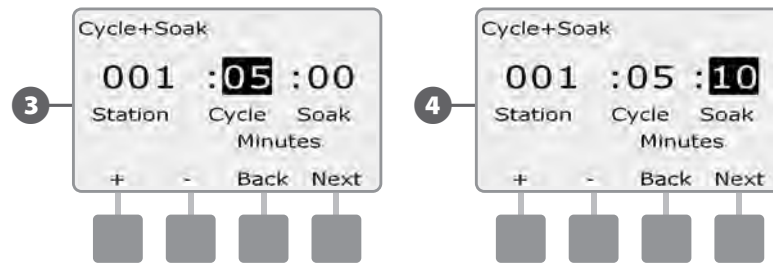 3
Cycle+Soak
001 :05 :00
Station Cycle Soak
Minutes
+ - Back Next
4
Cycle+Soak
001 :05 :10
Station Cycle Soak
Minutes
+ - Back Next